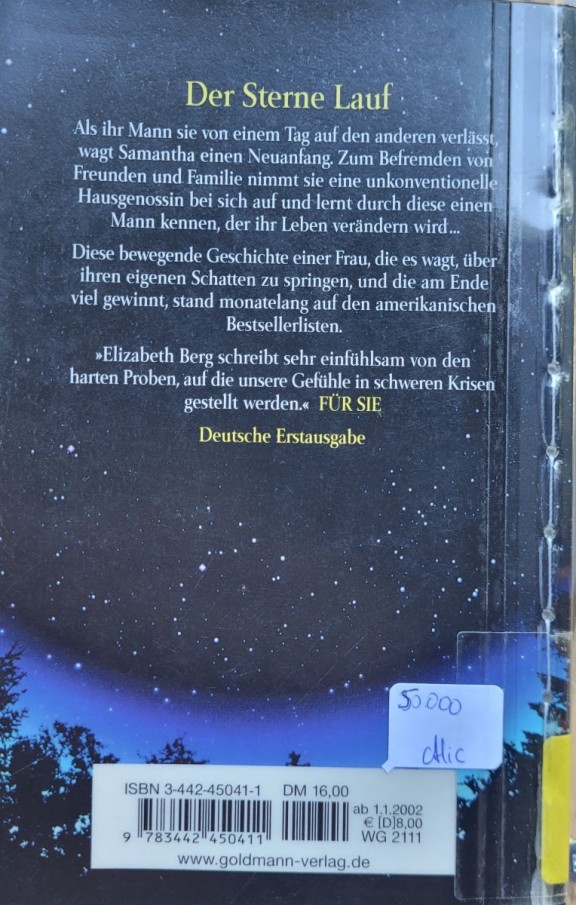 Der Sterne Lauf
Als ihr Mann sie von einem Tag auf den anderen verlässt,
wagt Samantha einen Neuanfang. Zum Befremden von
Freunden und Familie nimmt sie eine unkonventionelle
Hausgenossin bei sich auf und lernt durch diese einen
Mann kennen, der ihr Leben verändern wird...
Diese bewegende Geschichte einer Frau, die es wagt, über
ihren eigenen Schatten zu springen, und die am Ende
viel gewinnt, stand monatelang auf den amerikanischen
Bestsellerlisten.
»Elizabeth Berg schreibt sehr einfühlsam von den
harten Proben, auf die unsere Gefühle in schweren Krisen
gestellt werden.« FÜR SIE
Deutsche Erstausgabe
50.000
ISBN 3-442-45041-1 DM 16,00
ab 1.1.2002
€ [D] 8,00
WG 2111
9 783442 450411
www.goldmann-verlag.de